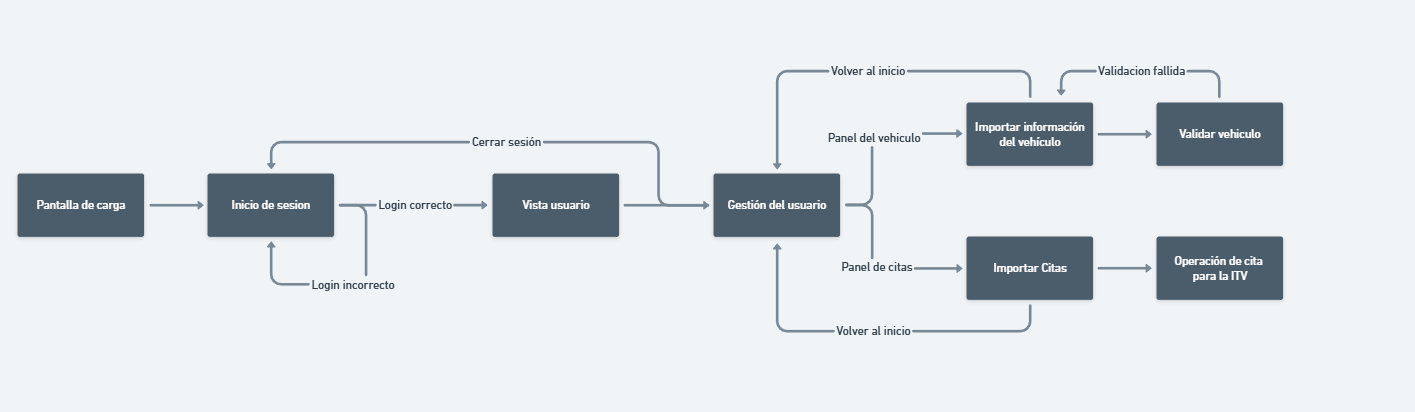 Volver al inicio
Validacion fallida
Importar información
del vehículo
Validar vehiculo
Panel del vehiculo
Cerrar sesión
Pantalla de carga
Inicio de sesion
Login correcto
Vista usuario
Gestión del usuario
Login incorrecto
Panel de citas
Importar Citas
Operación de cita
para la ITV
Volver al inicio